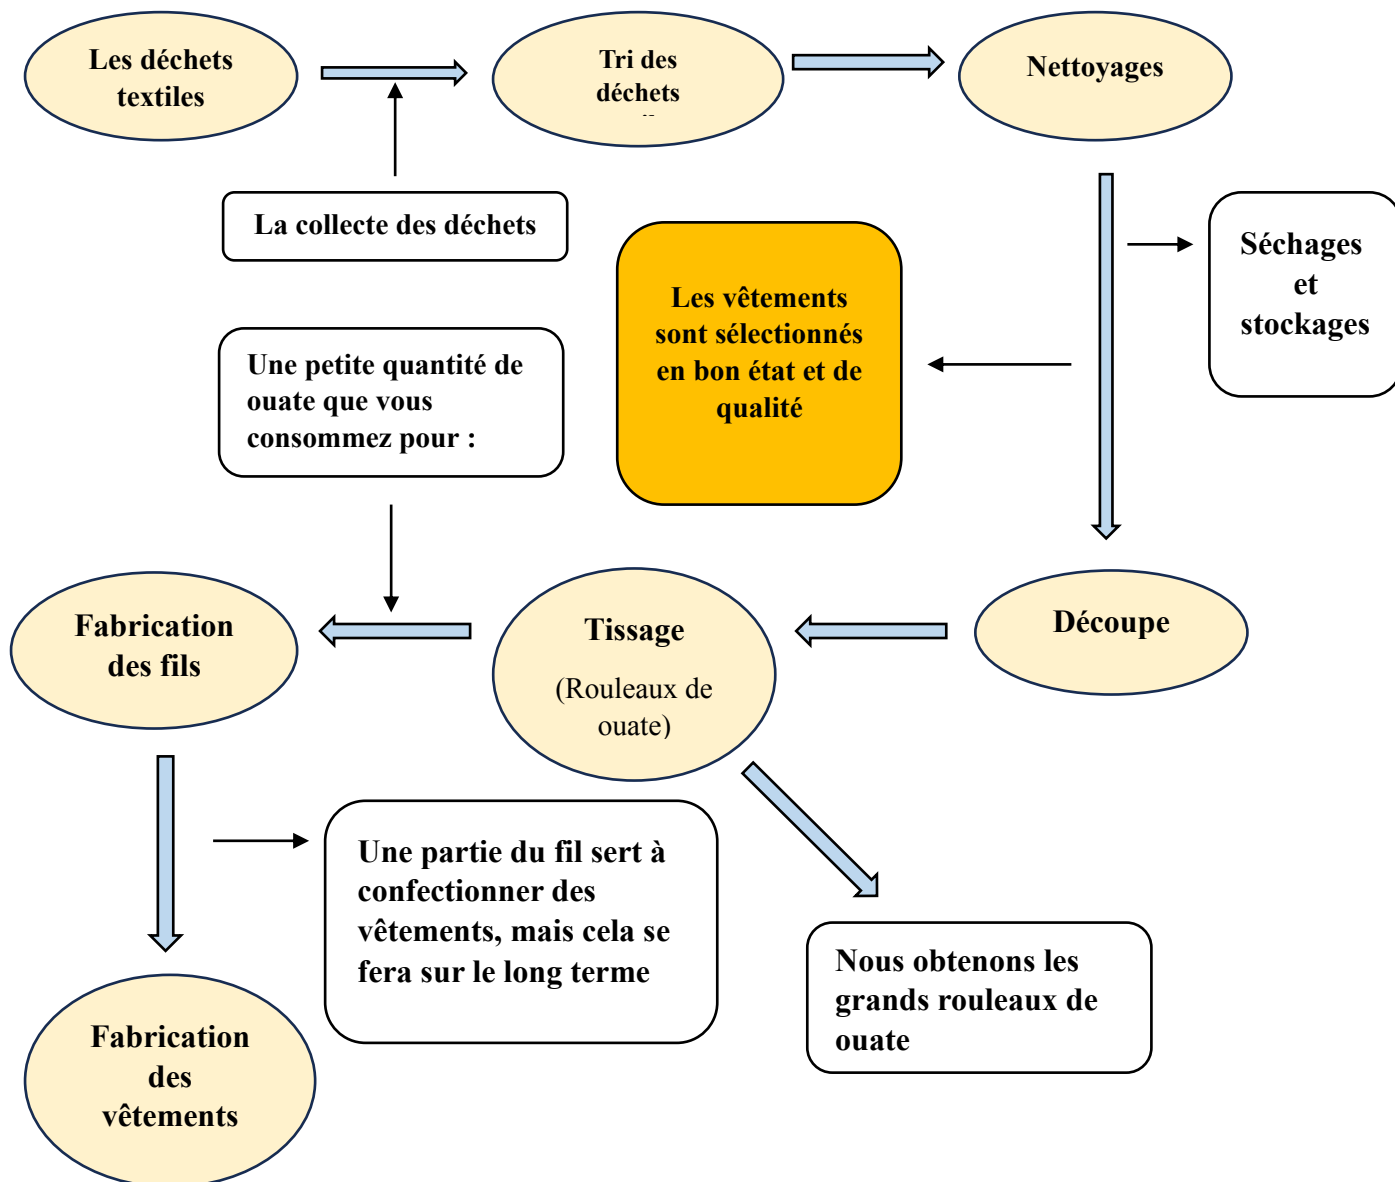 Les déchets
textiles
Tri des
déchets
Nettoyages
La collecte des déchets
Séchages
et
stockages
Les vêtements
sont sélectionnés
en bon état et de
qualité
Une petite quantité de
ouate que vous
consommez pour :
Fabrication
des fils
Tissage
(Rouleaux de
ouate)
Découpe
Une partie du fil sert à
confectionner des
vêtements, mais cela se
fera sur le long terme
Nous obtenons les
grands rouleaux de
ouate
Fabrication
des
vêtements